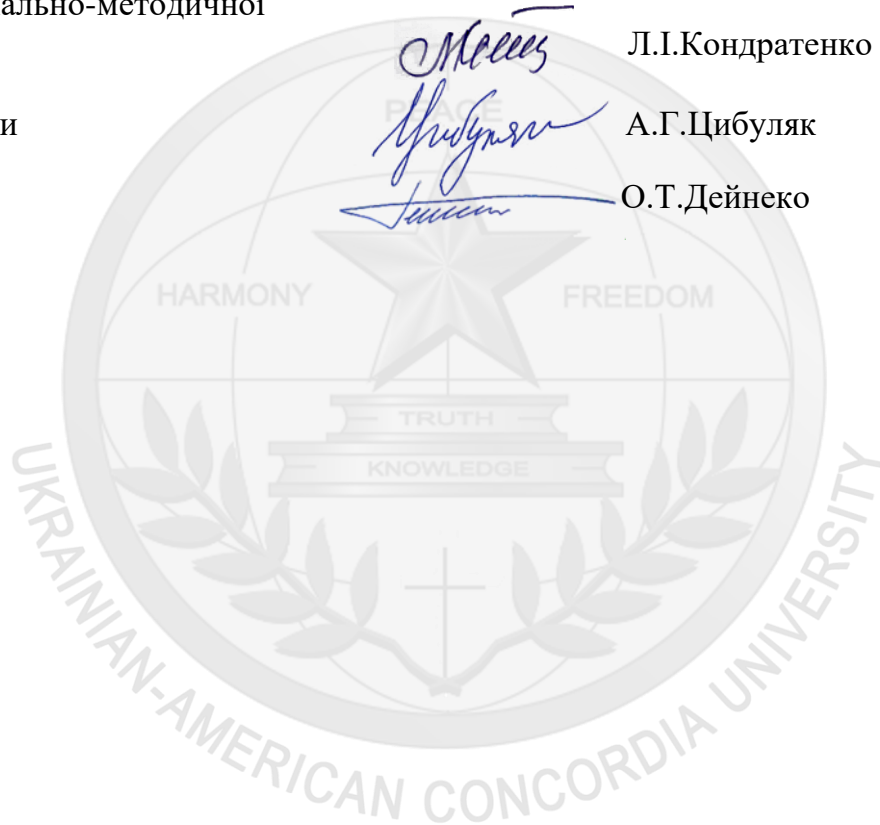 ально-методичної
Л.І.Кондратенко
и
А.Г.Цибуляк
О.Т.Дейнеко
PEACE
HARMONY
FREEDOM
TRUTH
KNOWLEDGE
UKRAINIAN-AMERICAN CONCORDIA UNIVERSITY